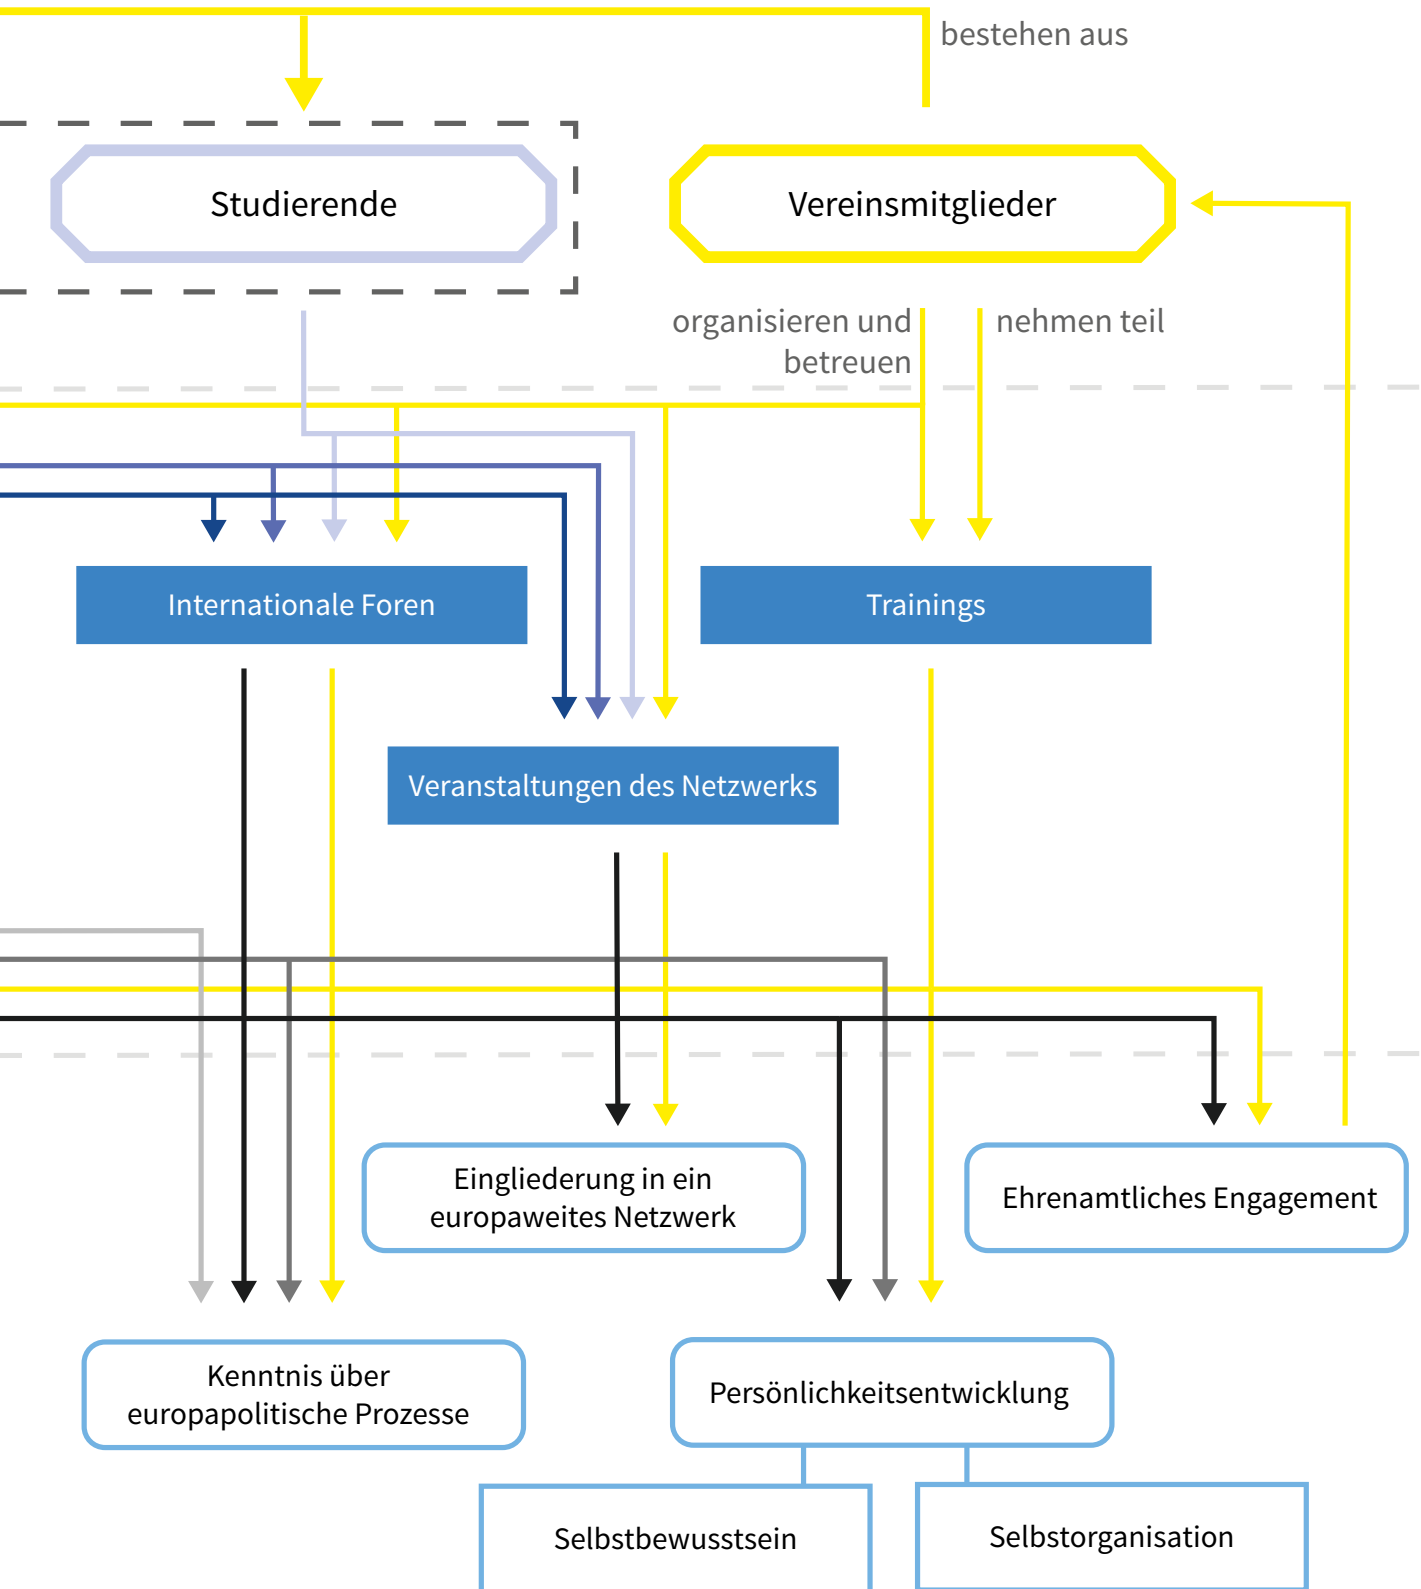 bestehen aus
Studierende
Vereinsmitglieder
organisieren und
betreuen
nehmen teil
Internationale Foren
Trainings
Veranstaltungen des Netzwerks
Eingliederung in ein
europaweites Netzwerk
Ehrenamtliches Engagement
Kenntnis über
europapolitische Prozesse
Persönlichkeitsentwicklung
Selbstbewusstsein
Selbstorganisation